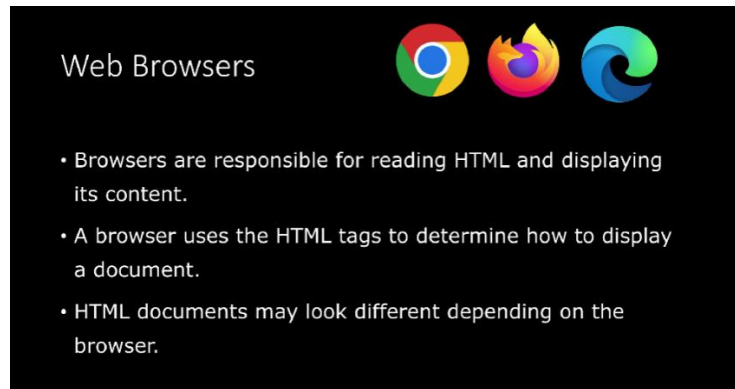 Web Browsers
• Browsers are responsible for reading HTML and displaying
its content.
• A browser uses the HTML tags to determine how to display
a document.
• HTML documents may look different depending on the
browser.